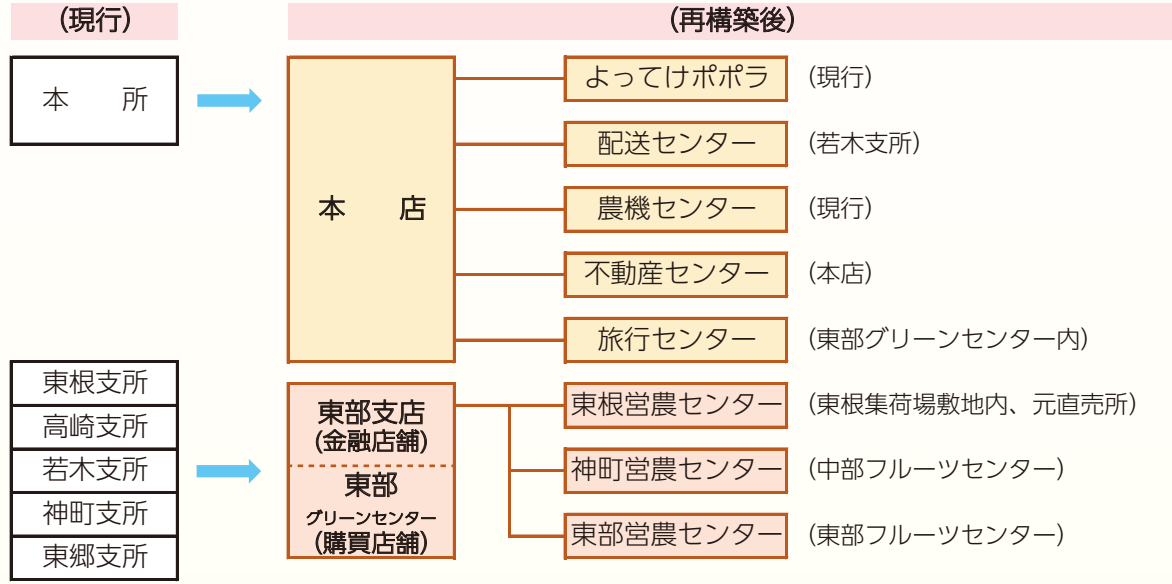 (現行)
(再構築後)
本　所
本　店
よってけポポラ (現行)
配送センター (若木支所)
農機センター (現行)
不動産センター (本店)
旅行センター (東部グリーンセンター内)
東根支所
高崎支所
若木支所
神町支所
東郷支所
東部支店
(金融店舗)
東部
グリーンセンター
(購買店舗)
東根営農センター (東根集荷場敷地内、元直売所)
神町営農センター (中部フルーツセンター)
東部営農センター (東部フルーツセンター)